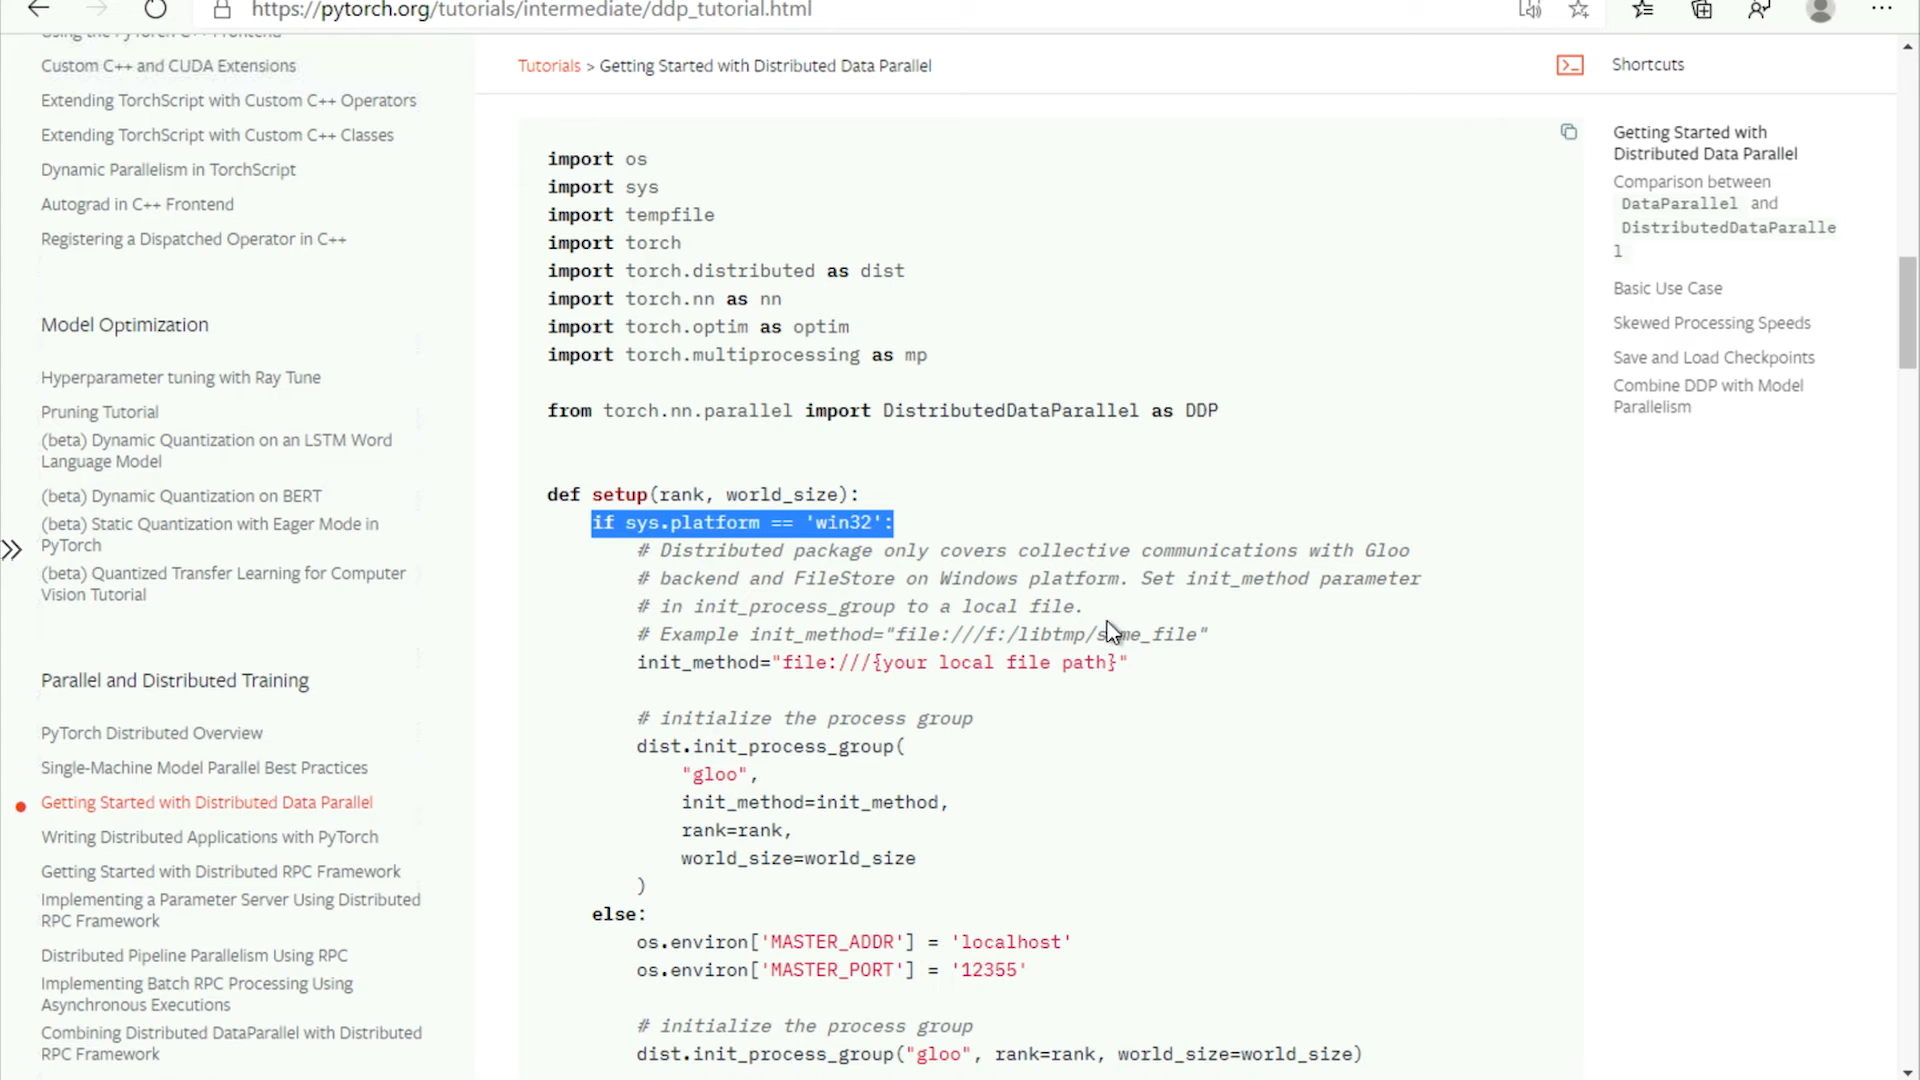 https://pytorch.org/tutorials/intermediate/ddp_tutorial.html
Using the PyTorch C++ Frontend
Custom C++ and CUDA Extensions
Extending TorchScript with Custom C++ Operators
Extending TorchScript with Custom C++ Classes
Dynamic Parallelism in TorchScript
Autograd in C++ Frontend
Registering a Dispatched Operator in C++
Model Optimization
Hyperparameter tuning with Ray Tune
Pruning Tutorial
(beta) Dynamic Quantization on an LSTM Word
Language Model
(beta) Dynamic Quantization on BERT
(beta) Static Quantization with Eager Mode in
PyTorch
(beta) Quantized Transfer Learning for Computer
Vision Tutorial
Parallel and Distributed Training
PyTorch Distributed Overview
Single-Machine Model Parallel Best Practices
Getting Started with Distributed Data Parallel
Writing Distributed Applications with PyTorch
Getting Started with Distributed RPC Framework
Implementing a Parameter Server Using Distributed
RPC Framework
Distributed Pipeline Parallelism Using RPC
Implementing Batch RPC Processing Using
Asynchronous Executions
Combining Distributed DataParallel with Distributed
RPC Framework
Tutorials > Getting Started with Distributed Data Parallel
import os
import sys
import tempfile
import torch
import torch.distributed as dist
import torch.nn as nn
import torch.optim as optim
import torch.multiprocessing as mp
from torch.nn.parallel import DistributedDataParallel as DDP
def setup(rank, world_size):
if sys.platform == 'win32':
# Distributed package only covers collective communications with Gloo
# backend and FileStore on Windows platform. Set init_method parameter
# in init_process_group to a local file.
# Example init_method="file:///f:/libtmp/some_file"
init_method="file:///{your local file path}"
# initialize the process group
dist.init_process_group(
"gloo",
init_method=init_method,
rank=rank,
world_size=world_size
)
else:
os.environ['MASTER_ADDR'] = 'localhost'
os.environ['MASTER_PORT'] = '12355'
# initialize the process group
dist.init_process_group("gloo", rank=rank, world_size=world_size)
Shortcuts
Getting Started with
Distributed Data Parallel
Comparison between
DataParallel and
DistributedDataParalle
l
Basic Use Case
Skewed Processing Speeds
Save and Load Checkpoints
Combine DDP with Model
Parallelism